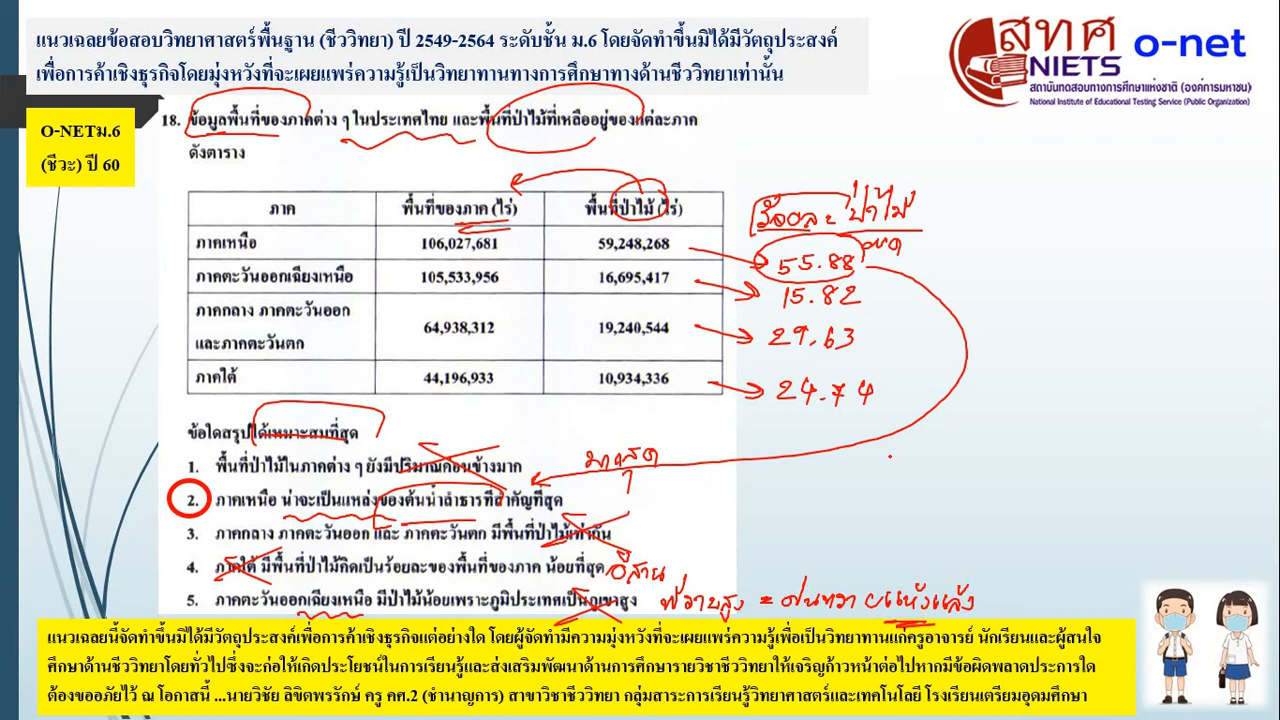 แนวเฉลยข้อสอบวิทยาศาสตร์พื้นฐาน (ชีววิทยา) ปี 2549-2564 ระดับชั้น ม.6 โดยจัดทำขึ้นมิได้มีวัตถุประสงค์
เพื่อการค้าเชิงธุรกิจโดยมุ่งหวังที่จะเผยแพร่ความรู้เป็นวิทยาทานทางการศึกษาทางด้านชีววิทยาเท่านั้น
สทศ
NIETS
o-net
สถาบันทดสอบทางการศึกษาแห่งชาติ (องค์การมหาชน)
National Institute of Educational Testing Service (Public Organization)
O-NETม.6
(ชีวะ) ปี 60
18. ข้อมูลพื้นที่ของภาคต่าง ๆ ในประเทศไทย และพื้นที่ป่าไม้ที่เหลืออยู่ของแต่ละภาค
ดังตาราง
ภาค พื้นที่ของภาค (ไร่) พื้นที่ป่าไม้ (ไร่) ร้อยละป่าไม้
ภาคเหนือ 106,027,681 59,248,268 55.88
ภาคตะวันออกเฉียงเหนือ 105,533,956 16,695,417 15.82
ภาคกลาง ภาคตะวันออก
และภาคตะวันตก 64,938,312 19,240,544 29.63
ภาคใต้ 44,196,933 10,934,336 24.74
ข้อใดสรุปได้เหมาะสมที่สุด
มากสุด
1. พื้นที่ป่าไม้ในภาคต่าง ๆ ยังมีปริมาณค่อนข้างมาก
2. ภาคเหนือ น่าจะเป็นแหล่งของต้นน้ำลำธารที่สำคัญที่สุด
3. ภาคกลาง ภาคตะวันออก และ ภาคตะวันตก มีพื้นที่ป่าไม้เท่ากัน
4. ภาคใต้ มีพื้นที่ป่าไม้คิดเป็นร้อยละของพื้นที่ของภาค น้อยที่สุด อีสาน
5. ภาคตะวันออกเฉียงเหนือ มีป่าไม้น้อยเพราะภูมิประเทศเป็นภูเขาสูง ที่ราบสูง = ดินทราย แห้งแล้ง
แนวเฉลยนี้จัดทำขึ้นมิได้มีวัตถุประสงค์เพื่อการค้าเชิงธุรกิจแต่อย่างใด โดยผู้จัดทำมีความมุ่งหวังที่จะเผยแพร่ความรู้เพื่อเป็นวิทยาทานแก่ครูอาจารย์ นักเรียนและผู้สนใจ
ศึกษาด้านชีววิทยาโดยทั่วไปซึ่งจะก่อให้เกิดประโยชน์ในการเรียนรู้และส่งเสริมพัฒนาด้านการศึกษารายวิชาชีววิทยาให้เจริญก้าวหน้าต่อไปหากมีข้อผิดพลาดประการใด
ต้องขออภัยไว้ ณ โอกาสนี้ ...นายวิชัย ลิขิตพรรักษ์ ครู คศ.2 (ชำนาญการ) สาขาวิชาชีววิทยา กลุ่มสาระการเรียนรู้วิทยาศาสตร์และเทคโนโลยี โรงเรียนเตรียมอุดมศึกษา